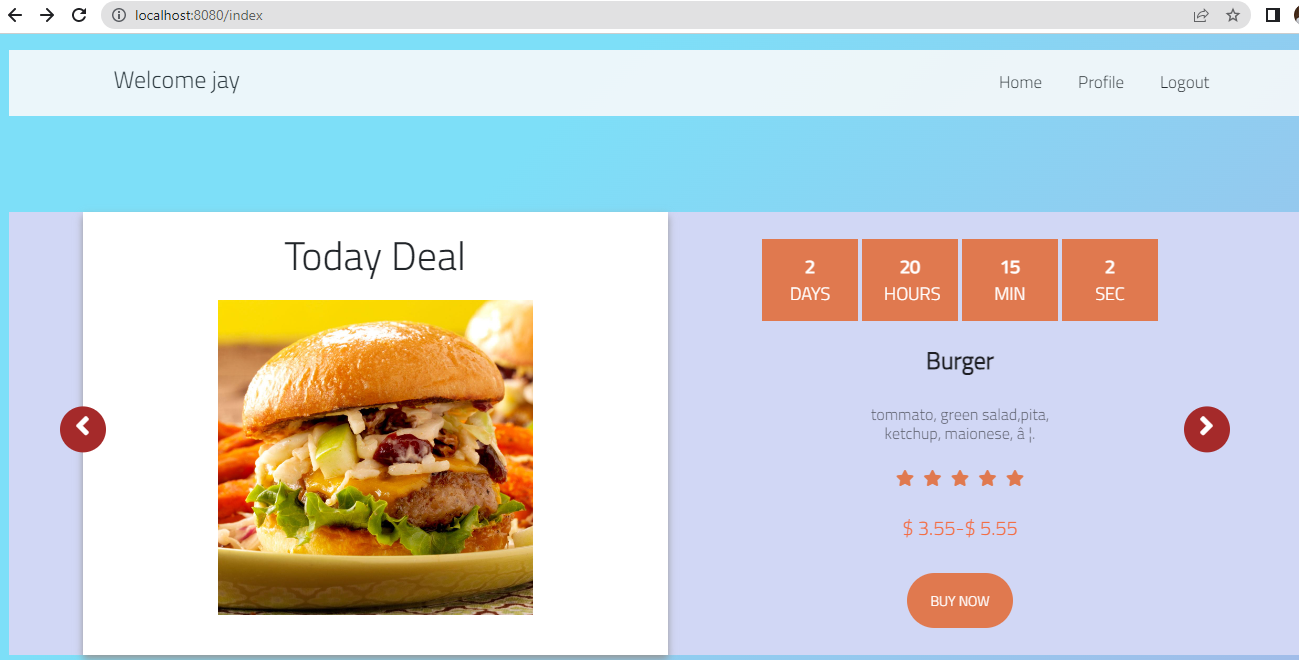 localhost:8080/index
Welcome jay
Home Profile Logout
Today Deal
2 20 15 2
DAYS HOURS MIN SEC
Burger
tommato, green salad,pita,
ketchup, maionese, â ¦.
$ 3.55-$ 5.55
BUY NOW